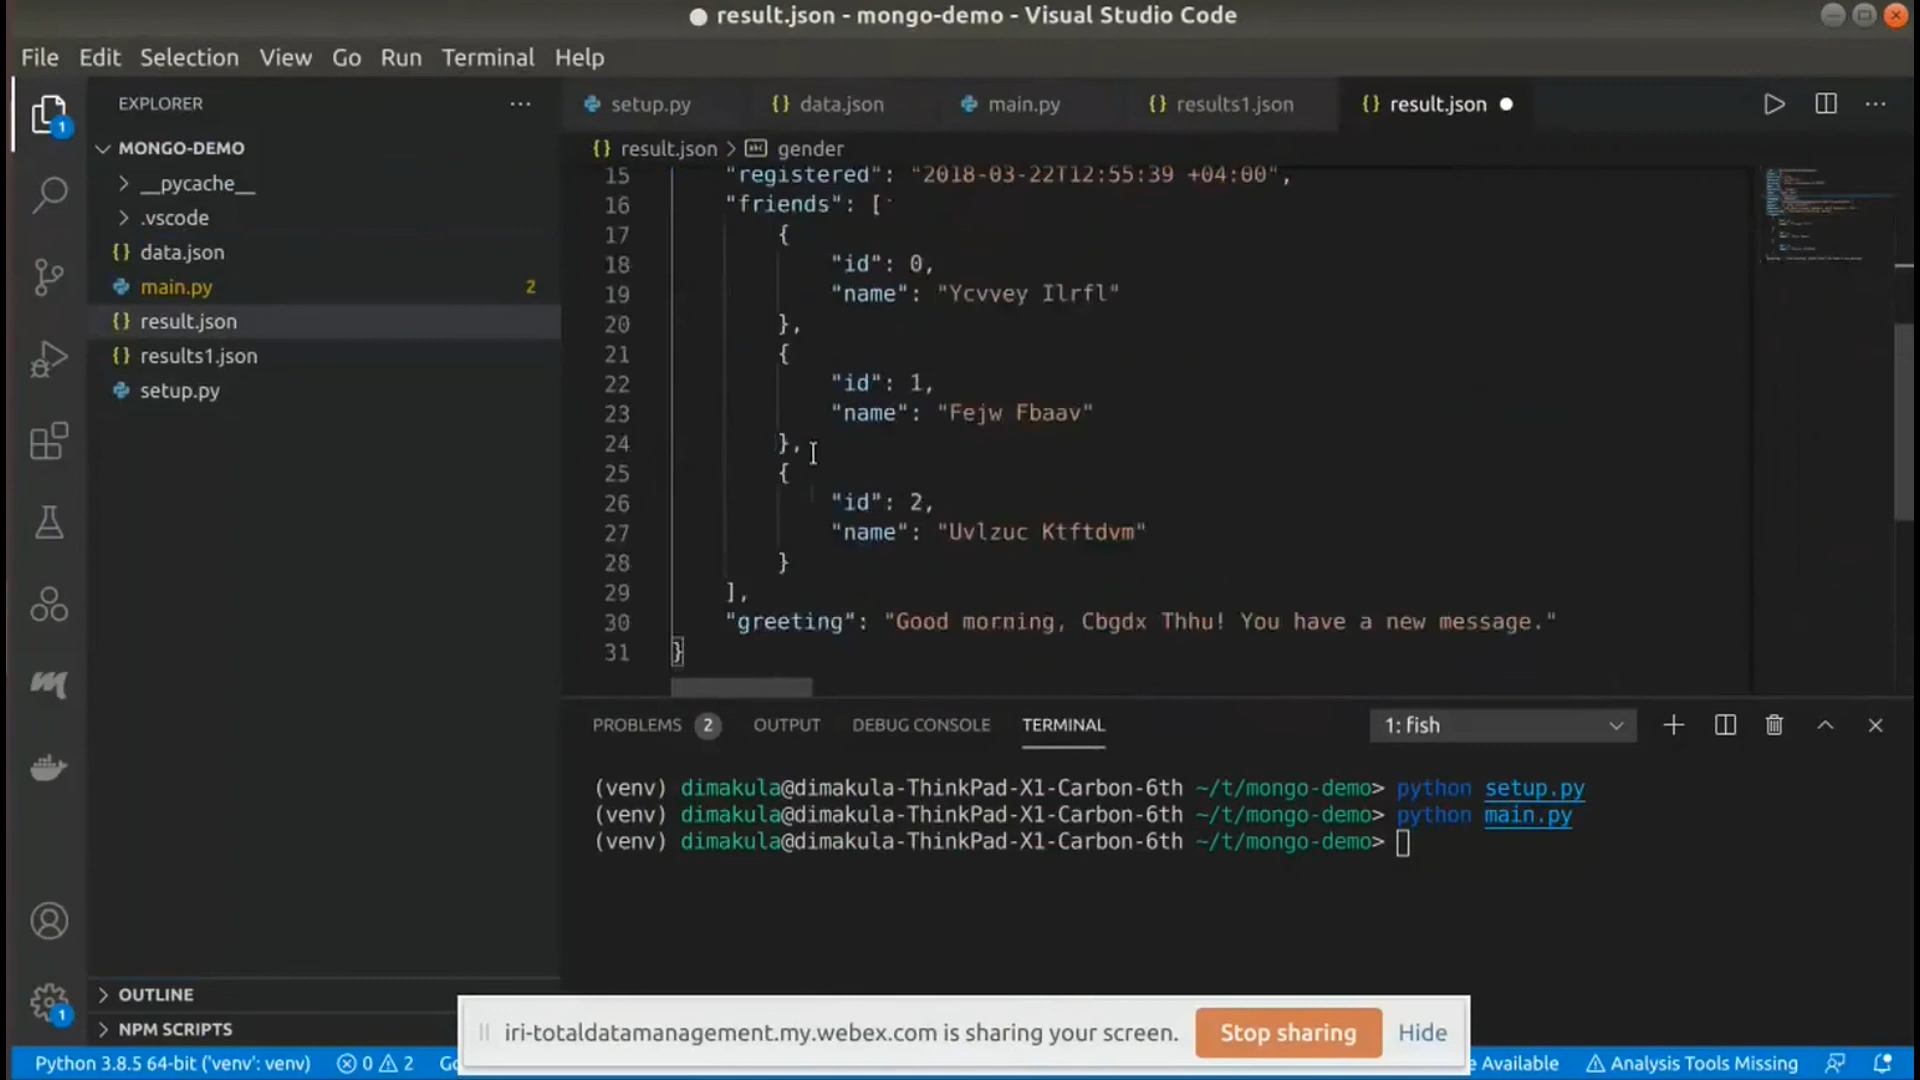 ● result.json - mongo-demo - Visual Studio Code
File Edit Selection View Go Run Terminal Help
EXPLORER ...
setup.py {} data.json main.py {} results1.json {} result.json ●
MONGO-DEMO
{} result.json > abc gender
> __pycache__
> .vscode
{} data.json
main.py 2
{} result.json
{} results1.json
setup.py
15 "registered": "2018-03-22T12:55:39 +04:00",
16 "friends": [
17 {
18 "id": 0,
19 "name": "Ycvvey Ilrfl"
20 },
21 {
22 "id": 1,
23 "name": "Fejw Fbaav"
24 },
25 {
26 "id": 2,
27 "name": "Uvlzuc Ktftdvm"
28 }
29 ],
30 "greeting": "Good morning, Cbgdx Thhu! You have a new message."
31 }
1
PROBLEMS 2 OUTPUT DEBUG CONSOLE TERMINAL 1: fish
(venv) dimakula@dimakula-ThinkPad-X1-Carbon-6th ~/t/mongo-demo> python setup.py
(venv) dimakula@dimakula-ThinkPad-X1-Carbon-6th ~/t/mongo-demo> python main.py
(venv) dimakula@dimakula-ThinkPad-X1-Carbon-6th ~/t/mongo-demo>
1
> OUTLINE
> NPM SCRIPTS
iri-totaldatamanagement.my.webex.com is sharing your screen. Stop sharing Hide
Python 3.8.5 64-bit ('venv': venv) 0 2 Go e Available Analysis Tools Missing